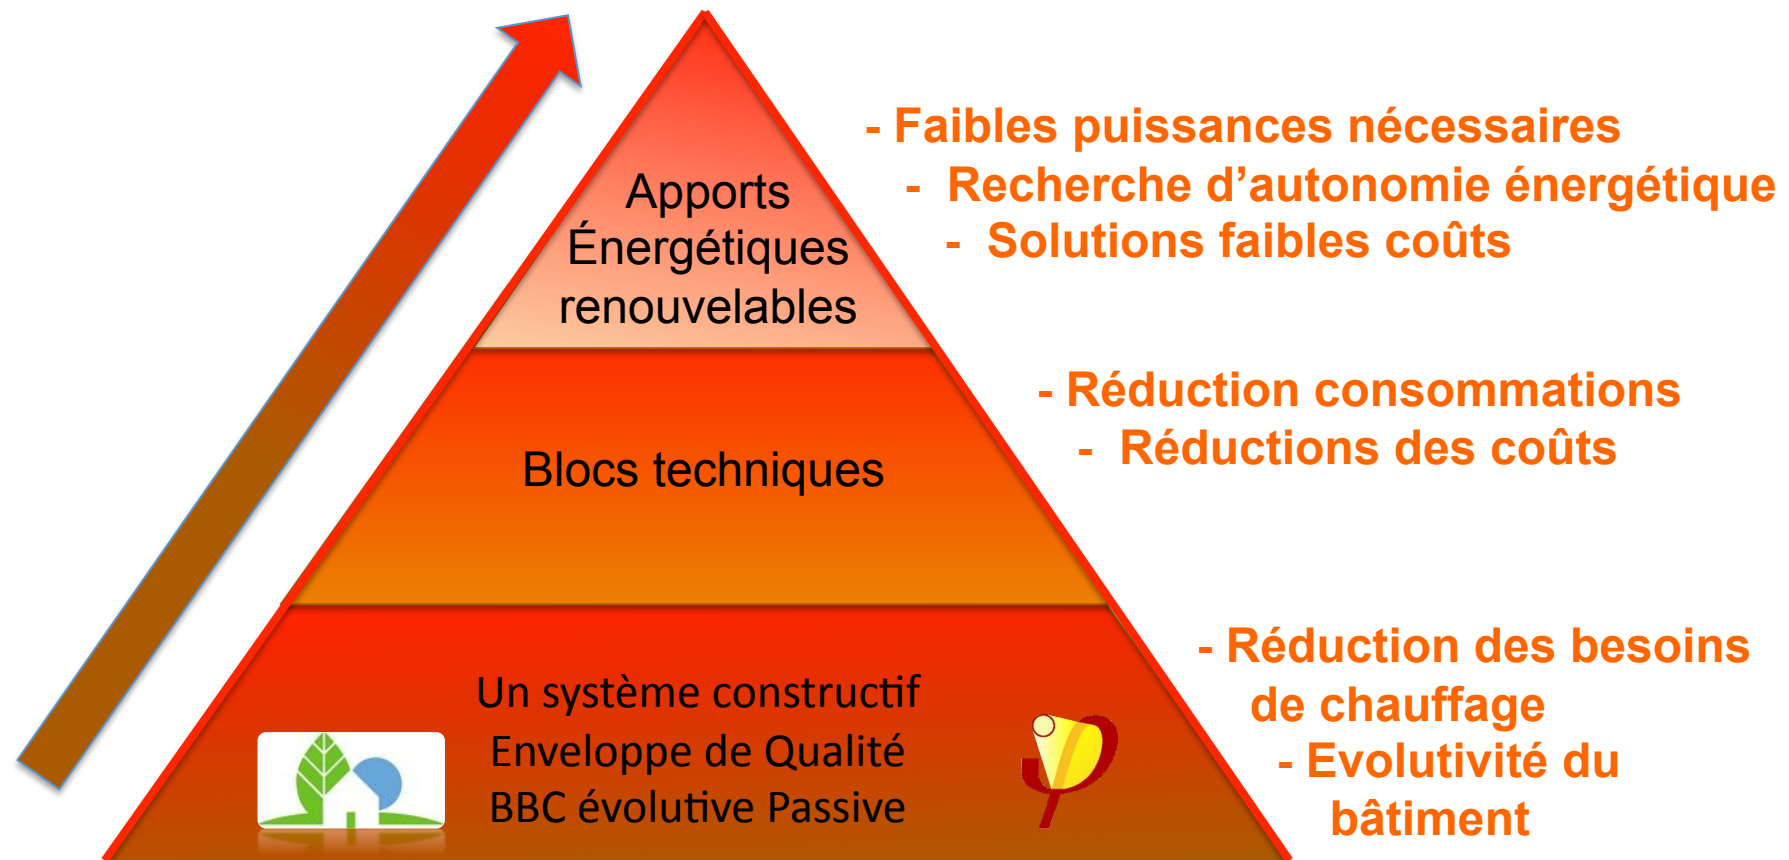 Apports
Énergétiques
renouvelables
- Faibles puissances nécessaires
- Recherche d’autonomie énergétique
- Solutions faibles coûts
Blocs techniques
- Réduction consommations
- Réductions des coûts
Un système constructif
Enveloppe de Qualité
BBC évolutive Passive
- Réduction des besoins
de chauffage
- Evolutivité du
bâtiment